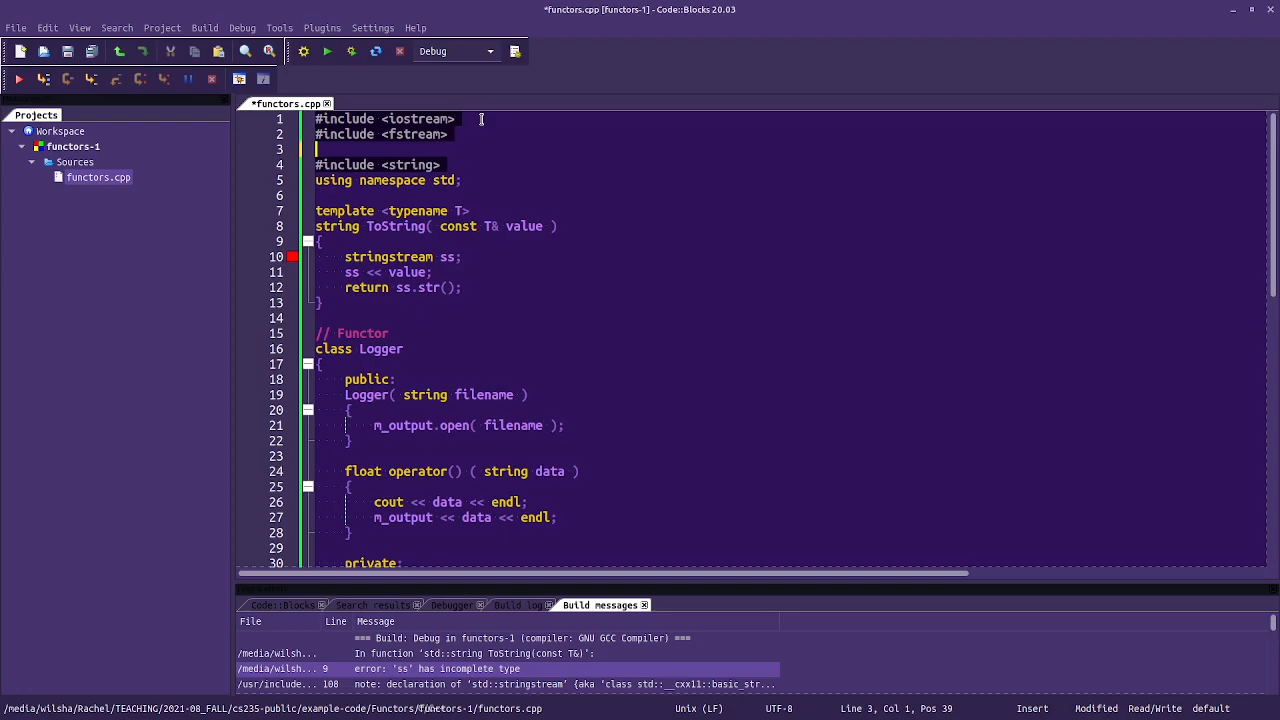 *functors.cpp [functors-1] - Code::Blocks 20.03
File Edit View Search Project Build Debug Tools Plugins Settings Help
Debug
Projects
Workspace
functors-1
Sources
functors.cpp
*functors.cpp
1 #include <iostream>
2 #include <fstream>
3
4 #include <string>
5 using namespace std;
6
7 template <typename T>
8 string ToString( const T& value )
9 {
10 stringstream ss;
11 ss << value;
12 return ss.str();
13 }
14
15 // Functor
16 class Logger
17 {
18 public:
19 Logger( string filename )
20 {
21 m_output.open( filename );
22 }
23
24 float operator() ( string data )
25 {
26 cout << data << endl;
27 m_output << data << endl;
28 }
29
30 private:
Code::Blocks Search results Debugger Build log Build messages
File Line Message
=== Build: Debug in functors-1 (compiler: GNU GCC Compiler) ===
/media/wilsh... In function ‘std::string ToString(const T&)’:
/media/wilsh... 9 error: ‘ss’ has incomplete type
/usr/include... 108 note: declaration of ‘std::stringstream’ {aka ‘class std::__cxx11::basic_str...
/media/wilsha/Rachel/TEACHING/2021-08_FALL/cs235-public/example-code/Functors/functors-1/functors.cpp Unix (LF) UTF-8 Line 3, Col 1, Pos 39 Insert Modified Read/Write default